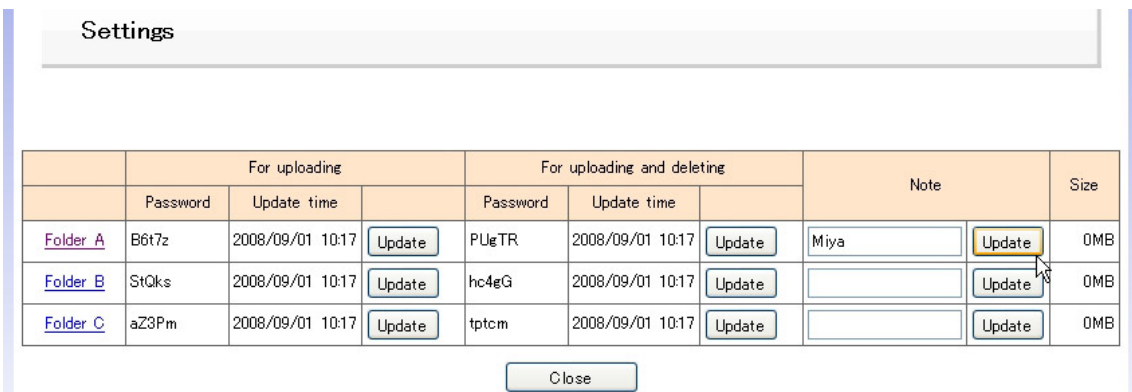 Settings
For uploading For uploading and deleting Note Size
Password Update time Password Update time
Folder A B6t7z 2008/09/01 10:17 Update PUgTR 2008/09/01 10:17 Update Miya Update 0MB
Folder B StQks 2008/09/01 10:17 Update hc4gG 2008/09/01 10:17 Update Update 0MB
Folder C aZ3Pm 2008/09/01 10:17 Update tptcm 2008/09/01 10:17 Update Update 0MB
Close